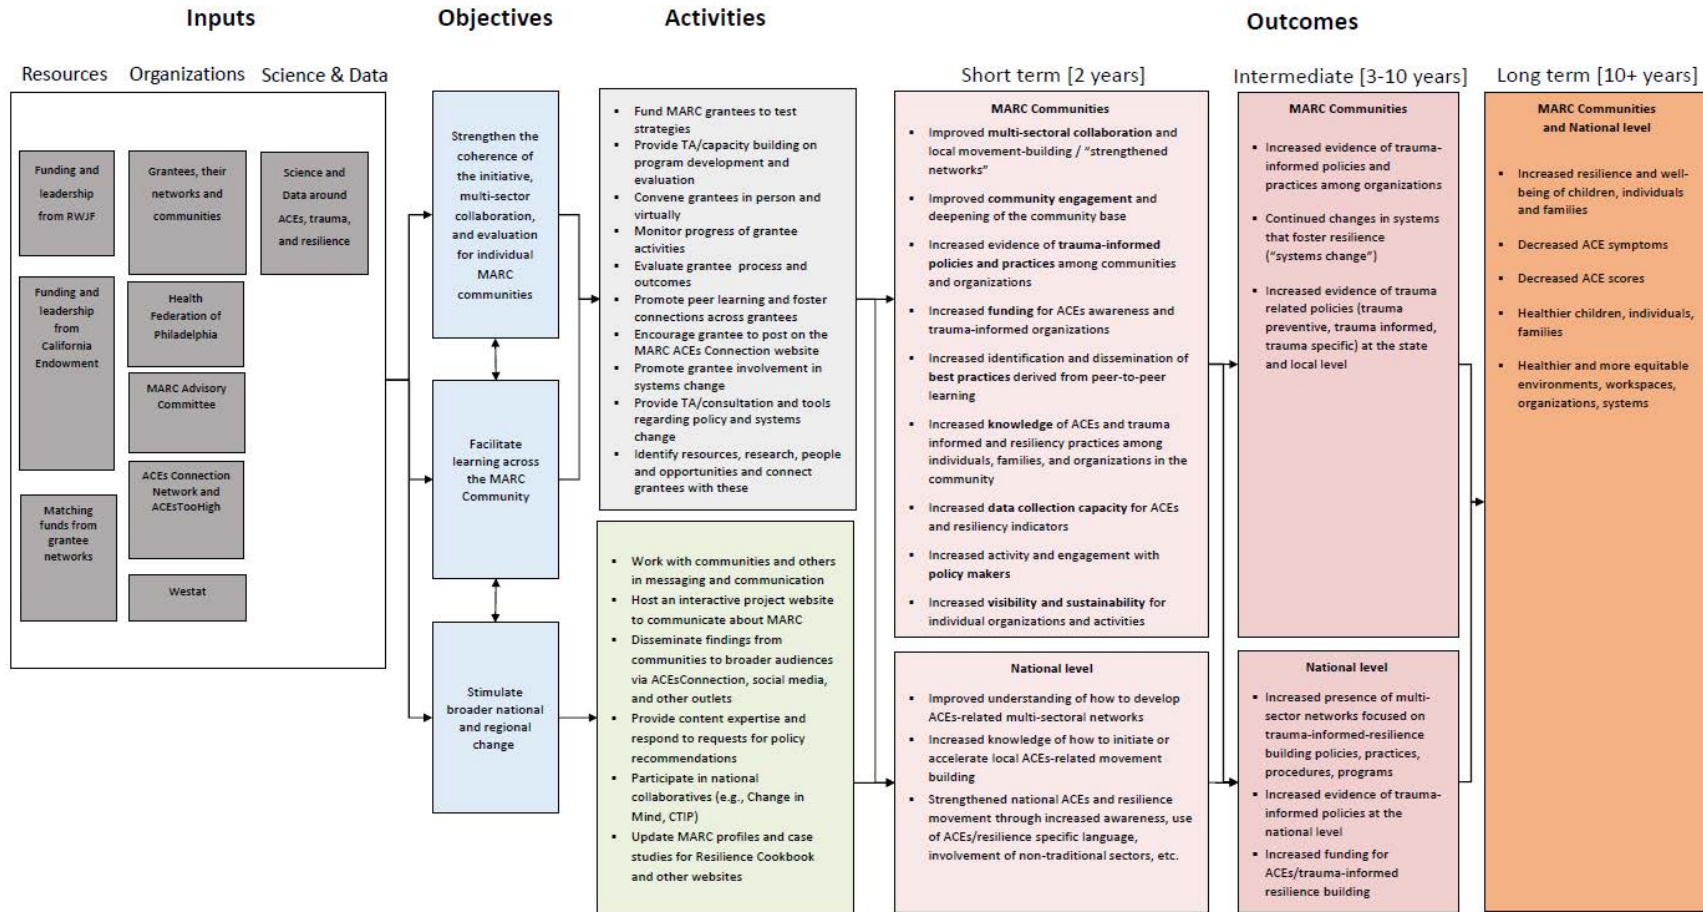 Inputs
Objectives
Activities
Outcomes
Resources
Organizations
Science & Data
Short term [2 years]
Intermediate [3-10 years]
Long term [10+ years]
Funding and
leadership
from RWJF
Funding and
leadership
from
California
Endowment
Matching
funds from
grantee
networks
Grantees, their
networks and
communities
Health
Federation of
Philadelphia
MARC Advisory
Committee
ACEs Connection
Network and
ACEsTooHigh
Westat
Science and
Data around
ACEs, trauma,
and resilience
Strengthen the
coherence of
the initiative,
multi-sector
collaboration,
and evaluation
for individual
MARC
communities
Facilitate
learning across
the MARC
Community
Stimulate
broader national
and regional
change
▪ Fund MARC grantees to test
strategies
▪ Provide TA/capacity building on
program development and
evaluation
▪ Convene grantees in person and
virtually
▪ Monitor progress of grantee
activities
▪ Evaluate grantee process and
outcomes
▪ Promote peer learning and foster
connections across grantees
▪ Encourage grantee to post on the
MARC ACEs Connection website
▪ Promote grantee involvement in
systems change
▪ Provide TA/consultation and tools
regarding policy and systems
change
▪ Identify resources, research, people
and opportunities and connect
grantees with these
▪ Work with communities and others
in messaging and communication
▪ Host an interactive project website
to communicate about MARC
▪ Disseminate findings from
communities to broader audiences
via ACEsConnection, social media,
and other outlets
▪ Provide content expertise and
respond to requests for policy
recommendations
▪ Participate in national
collaboratives (e.g., Change in
Mind, CTIP)
▪ Update MARC profiles and case
studies for Resilience Cookbook
and other websites
MARC Communities
▪ Improved multi-sectoral collaboration and
local movement-building / “strengthened
networks”
▪ Improved community engagement and
deepening of the community base
▪ Increased evidence of trauma-informed
policies and practices among communities
and organizations
▪ Increased funding for ACEs awareness and
trauma-informed organizations
▪ Increased identification and dissemination of
best practices derived from peer-to-peer
learning
▪ Increased knowledge of ACEs and trauma
informed and resiliency practices among
individuals, families, and organizations in the
community
▪ Increased data collection capacity for ACEs
and resiliency indicators
▪ Increased activity and engagement with
policy makers
▪ Increased visibility and sustainability for
individual organizations and activities
National level
▪ Improved understanding of how to develop
ACEs-related multi-sectoral networks
▪ Increased knowledge of how to initiate or
accelerate local ACEs-related movement
building
▪ Strengthened national ACEs and resilience
movement through increased awareness, use
of ACEs/resilience specific language,
involvement of non-traditional sectors, etc.
MARC Communities
▪ Increased evidence of trauma-
informed policies and
practices among organizations
▪ Continued changes in systems
that foster resilience
(“systems change”)
▪ Increased evidence of trauma
related policies (trauma
preventive, trauma informed,
trauma specific) at the state
and local level
National level
▪ Increased presence of multi-
sector networks focused on
trauma-informed-resilience
building policies, practices,
procedures, programs
▪ Increased evidence of trauma-
informed policies at the
national level
▪ Increased funding for
ACEs/trauma-informed
resilience building
MARC Communities
and National level
▪ Increased resilience and well-
being of children, individuals
and families
▪ Decreased ACE symptoms
▪ Decreased ACE scores
▪ Healthier children, individuals,
families
▪ Healthier and more equitable
environments, workspaces,
organizations, systems